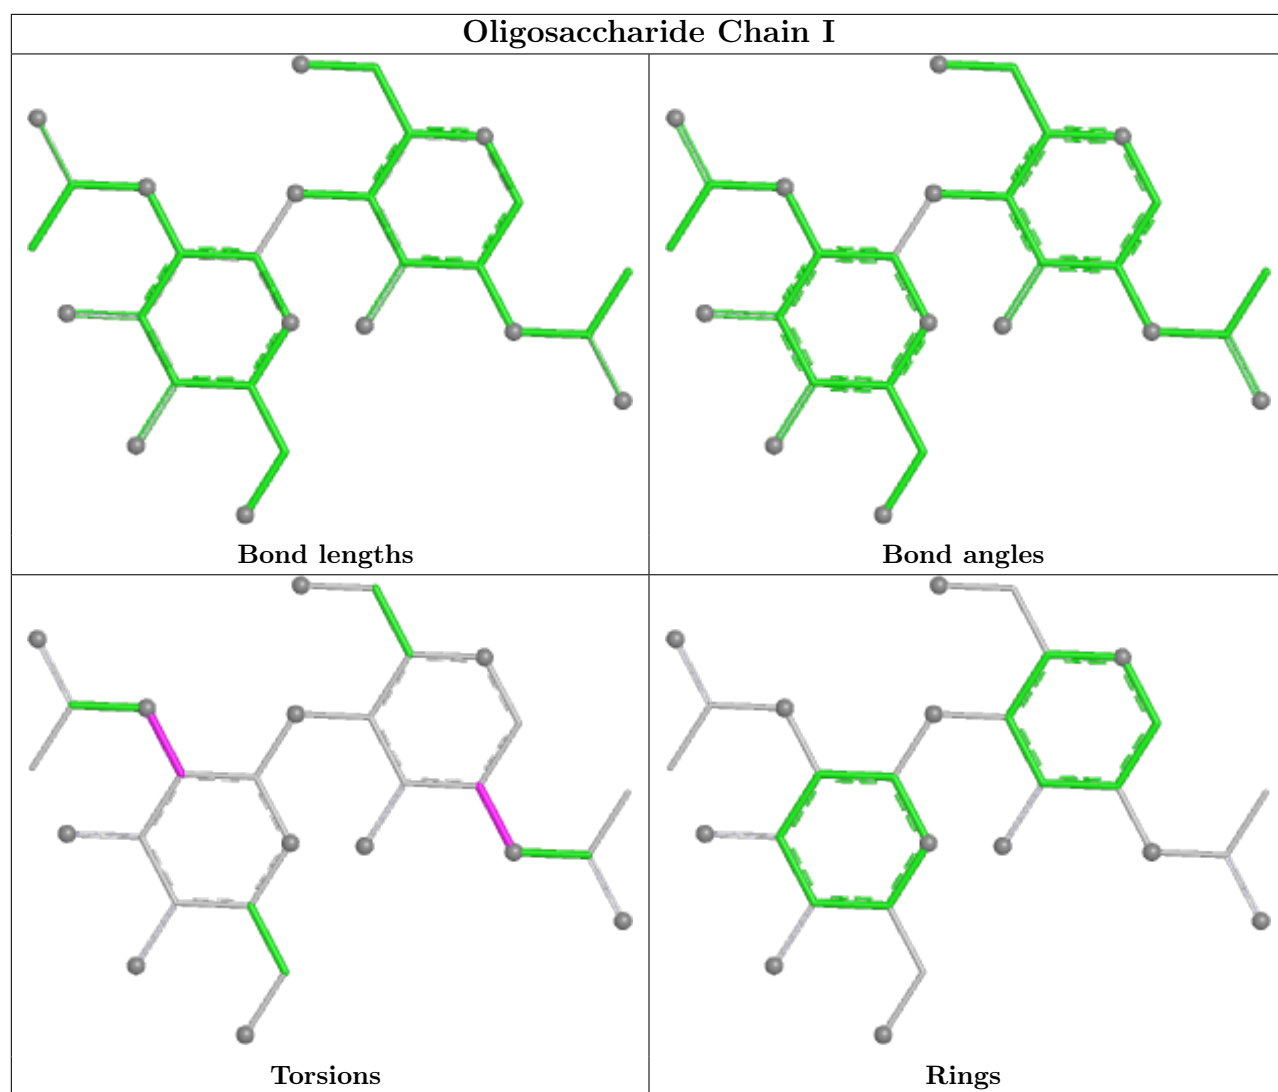 Oligosaccharide Chain I
Bond lengths
Bond angles
Torsions
Rings